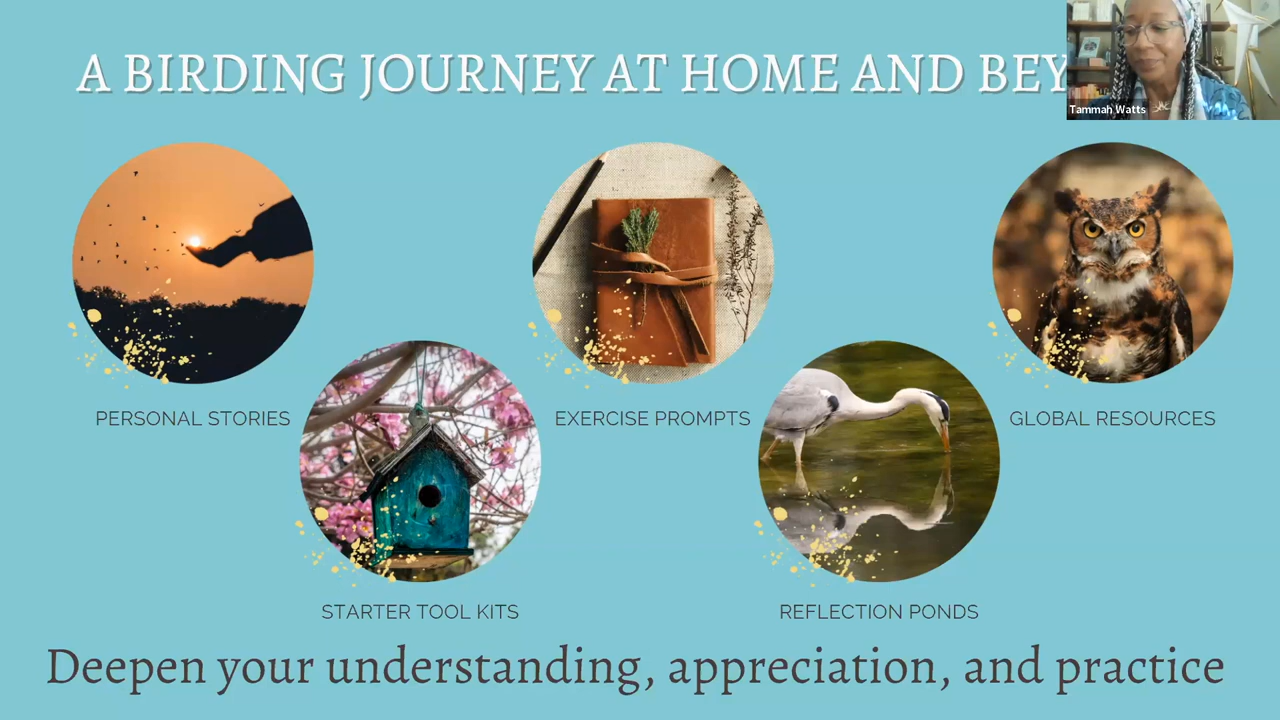 A BIRDING JOURNEY AT HOME AND BEY
Tammah Watts
PERSONAL STORIES
EXERCISE PROMPTS
GLOBAL RESOURCES
STARTER TOOL KITS
REFLECTION PONDS
Deepen your understanding, appreciation, and practice